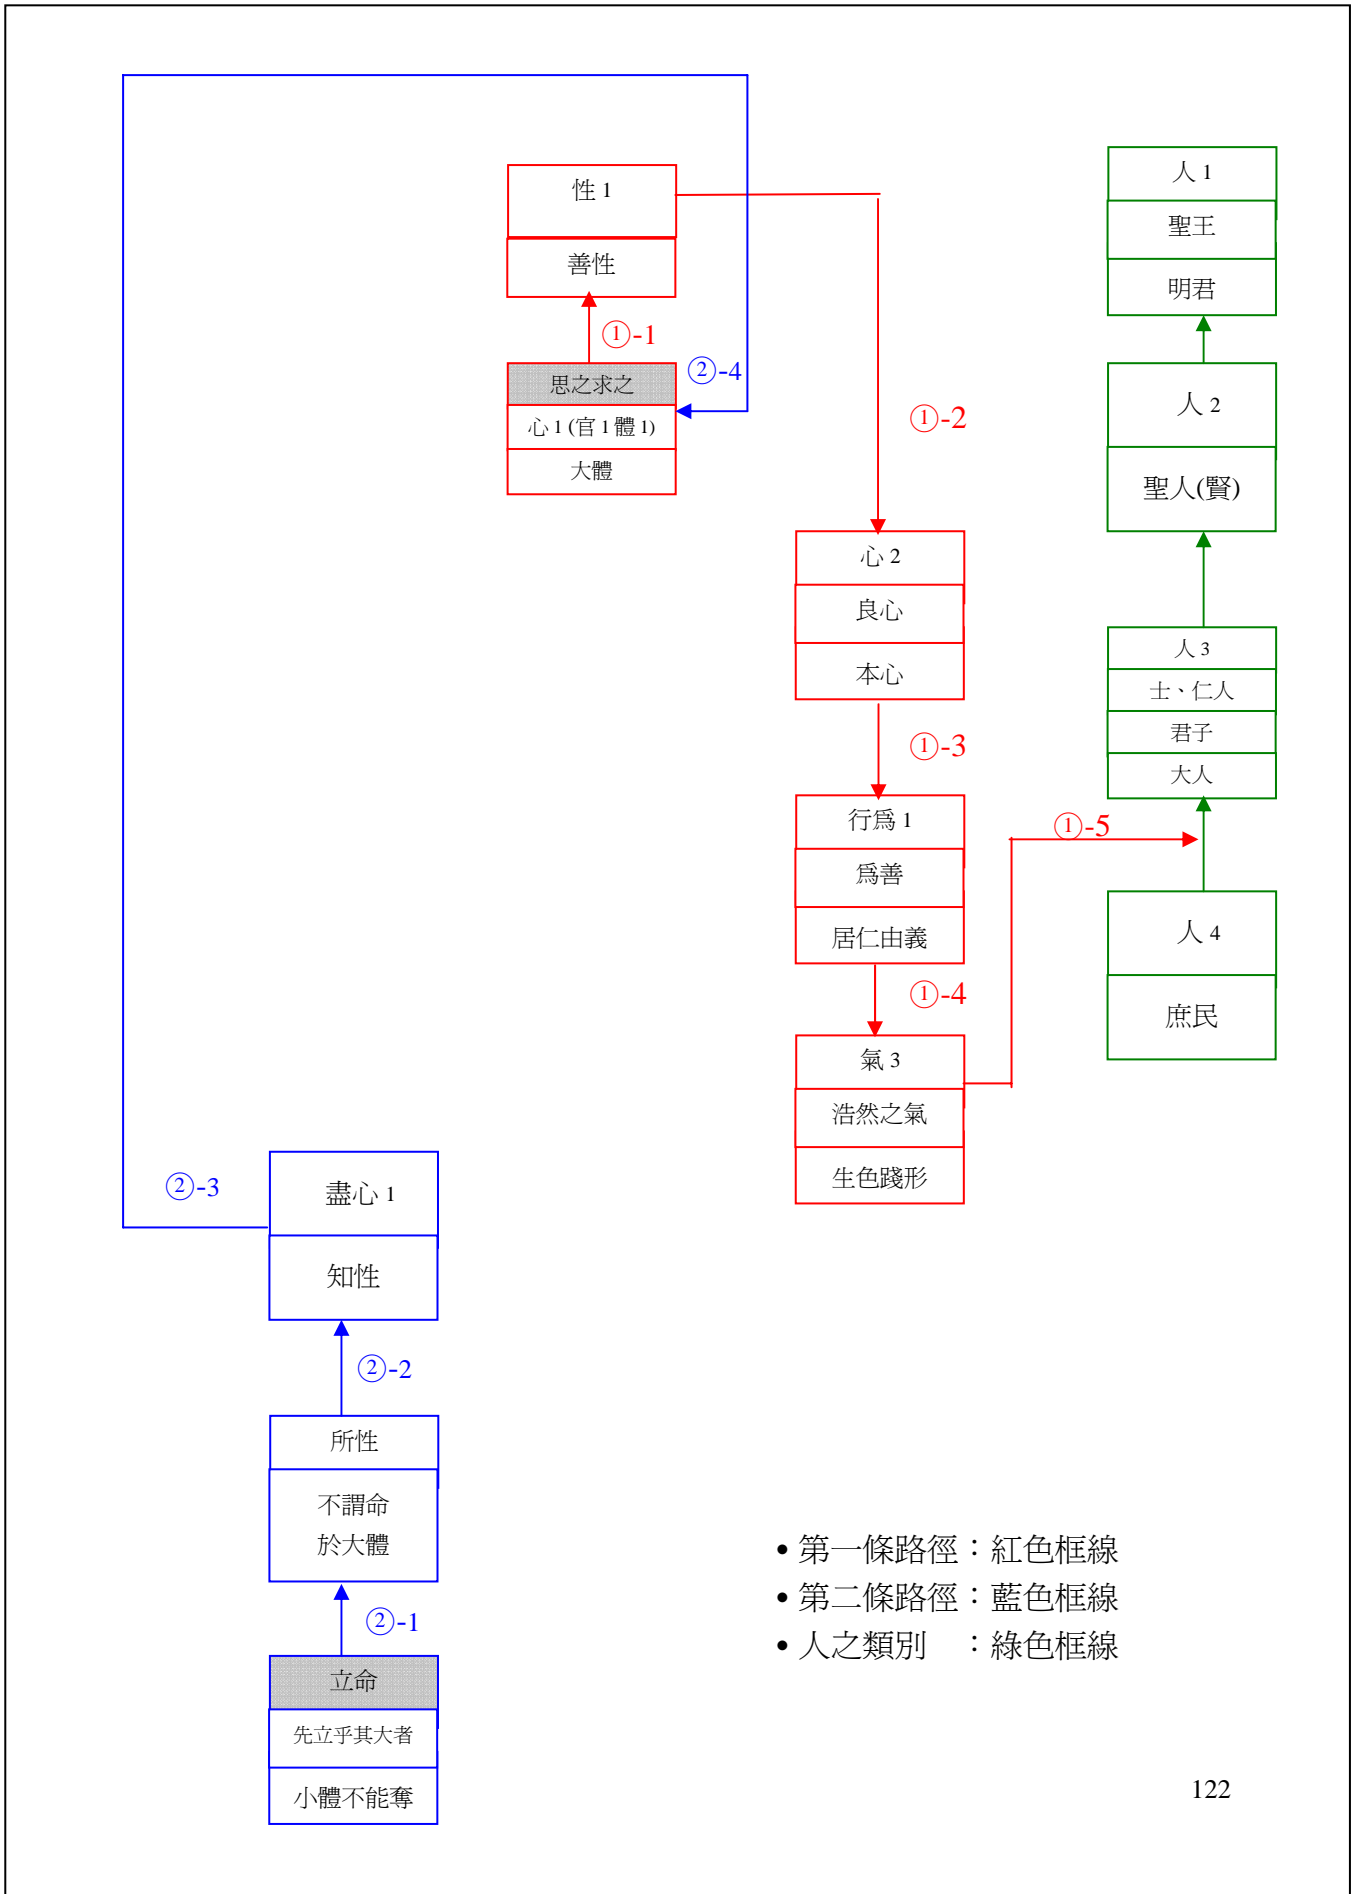 性 1
善性
①-1
思之求之
心 1 (官 1 體 1)
大體
②-4
①-2
心 2
良心
本心
①-3
行爲 1
爲善
居仁由義
①-4
氣 3
浩然之氣
生色踐形
①-5
人 1
聖王
明君
人 2
聖人(賢)
人 3
士、仁人
君子
大人
人 4
庶民
②-3
盡心 1
知性
②-2
所性
不謂命
於大體
②-1
立命
先立乎其大者
小體不能奪
• 第一條路徑：紅色框線
• 第二條路徑：藍色框線
• 人之類別　：綠色框線
122